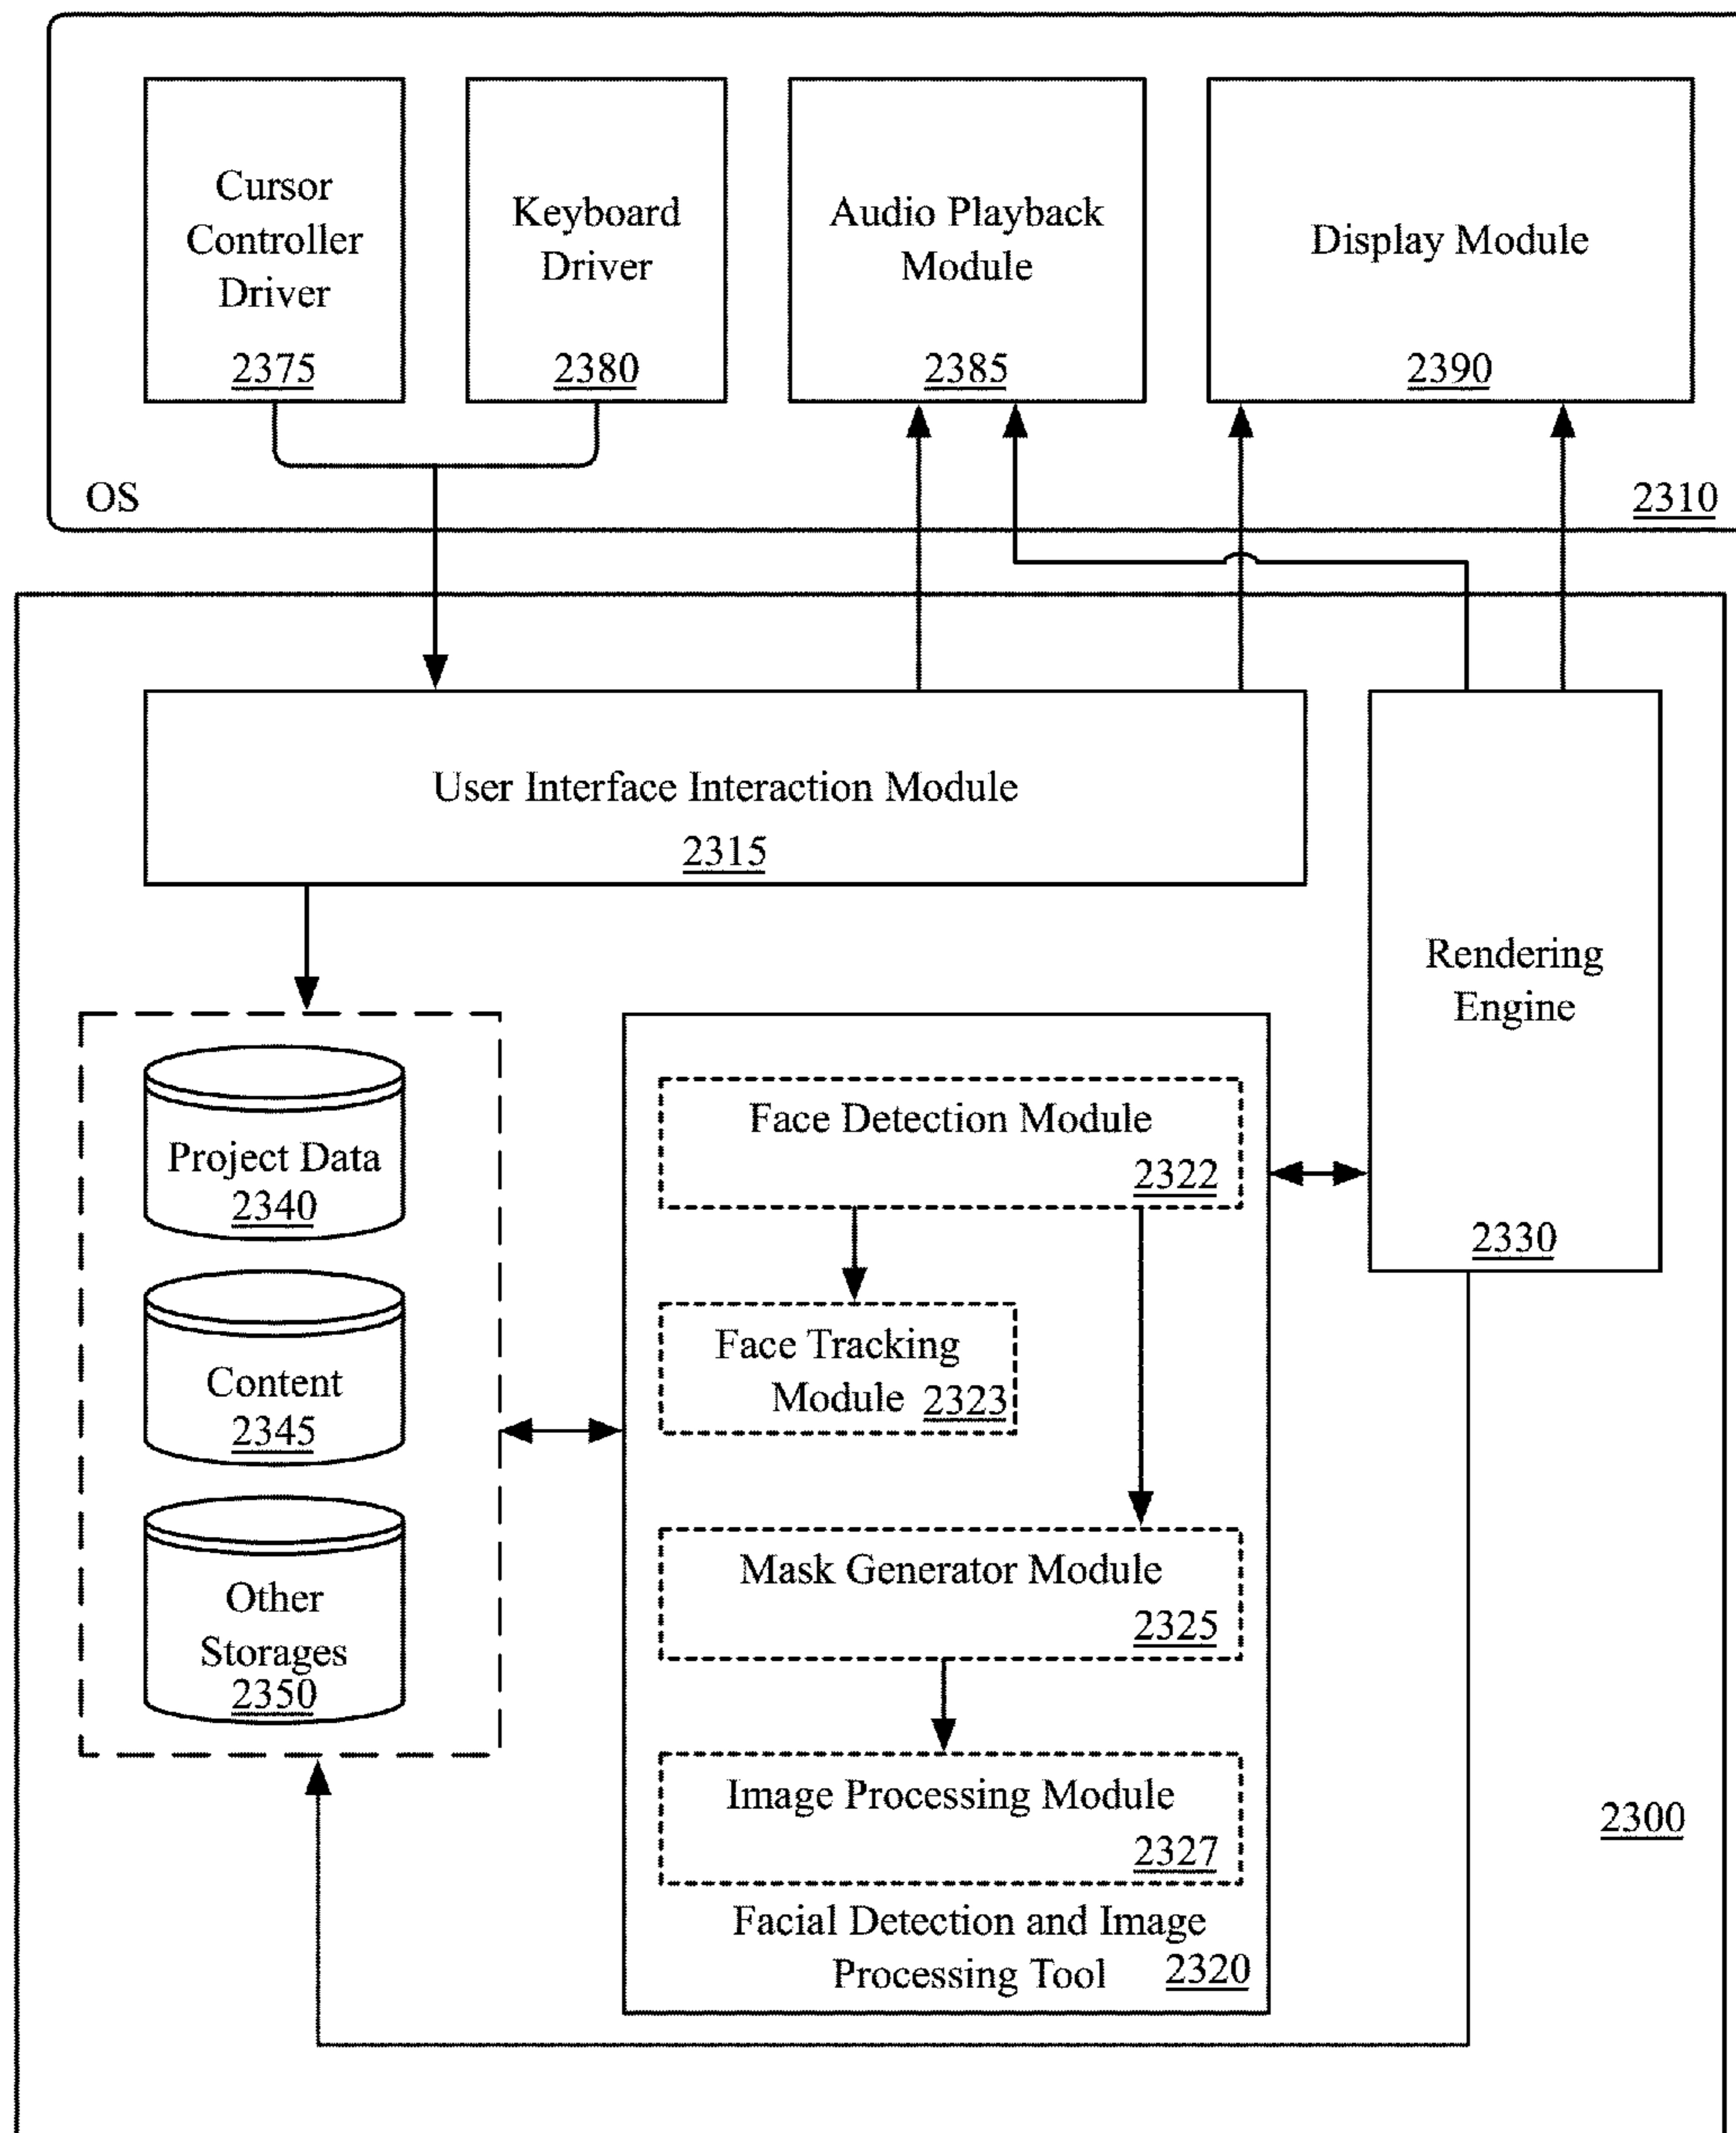 Cursor
Controller
Driver
2375
Keyboard
Driver
2380
Audio Playback
Module
2385
Display Module
2390
OS
2310
User Interface Interaction Module
2315
Rendering
Engine
2330
Project Data
2340
Content
2345
Other
Storages
2350
Face Detection Module
2322
Face Tracking
Module 2323
Mask Generator Module
2325
Image Processing Module
2327
Facial Detection and Image
Processing Tool 2320
2300